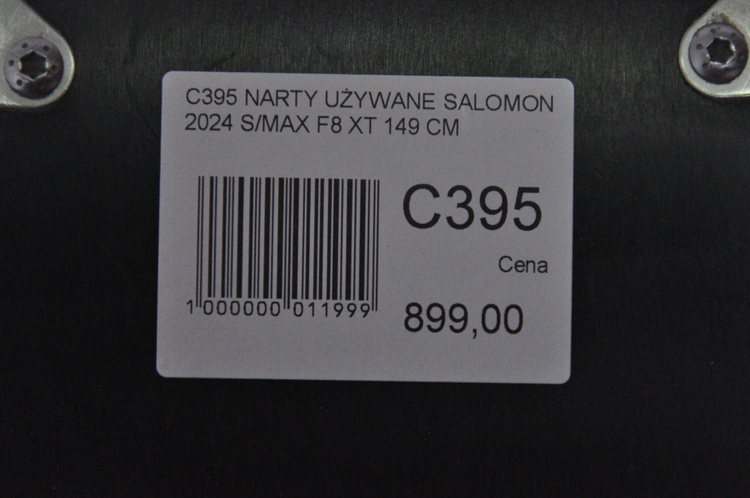 C395 NARTY UŻYWANE SALOMON
2024 S/MAX F8 XT 149 CM
C395
Cena
899,00
1 000000 011999